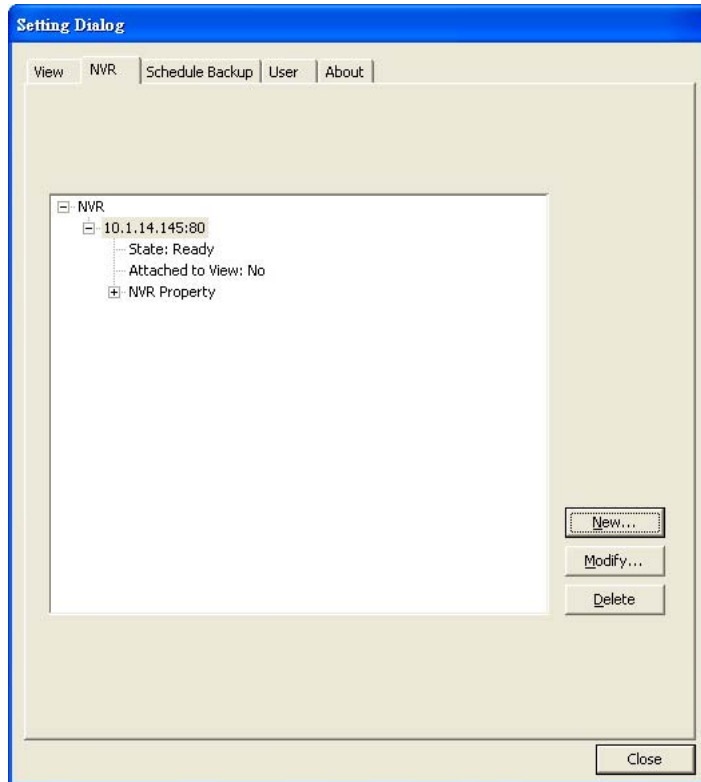 Setting Dialog
View NVR Schedule Backup User About
NVR
10.1.14.145:80
State: Ready
Attached to View: No
NVR Property
New...
Modify...
Delete
Close